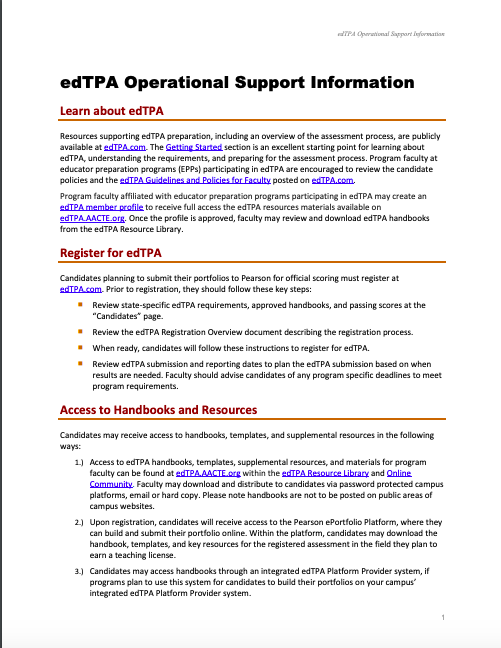 edTPA Operational Support Information
edTPA Operational Support Information
Learn about edTPA
Resources supporting edTPA preparation, including an overview of the assessment process, are publicly
available at edTPA.com. The Getting Started section is an excellent starting point for learning about
edTPA, understanding the requirements, and preparing for the assessment process. Program faculty at
educator preparation programs (EPPs) participating in edTPA are encouraged to review the candidate
policies and the edTPA Guidelines and Policies for Faculty posted on edTPA.com.
Program faculty affiliated with educator preparation programs participating in edTPA may create an
edTPA member profile to receive full access the edTPA resources materials available on
edTPA.AACTE.org. Once the profile is approved, faculty may review and download edTPA handbooks
from the edTPA Resource Library.
Register for edTPA
Candidates planning to submit their portfolios to Pearson for official scoring must register at
edTPA.com. Prior to registration, they should follow these key steps:
■ Review state-specific edTPA requirements, approved handbooks, and passing scores at the
“Candidates” page.
■ Review the edTPA Registration Overview document describing the registration process.
■ When ready, candidates will follow these instructions to register for edTPA.
■ Review edTPA submission and reporting dates to plan the edTPA submission based on when
results are needed. Faculty should advise candidates of any program specific deadlines to meet
program requirements.
Access to Handbooks and Resources
Candidates may receive access to handbooks, templates, and supplemental resources in the following
ways:
1.) Access to edTPA handbooks, templates, supplemental resources, and materials for program
faculty can be found at edTPA.AACTE.org within the edTPA Resource Library and Online
Community. Faculty may download and distribute to candidates via password protected campus
platforms, email or hard copy. Please note handbooks are not to be posted on public areas of
campus websites.
2.) Upon registration, candidates will receive access to the Pearson ePortfolio Platform, where they
can build and submit their portfolio online. Within the platform, candidates may download the
handbook, templates, and key resources for the registered assessment in the field they plan to
earn a teaching license.
3.) Candidates may access handbooks through an integrated edTPA Platform Provider system, if
programs plan to use this system for candidates to build their portfolios on your campus’
integrated edTPA Platform Provider system.
1